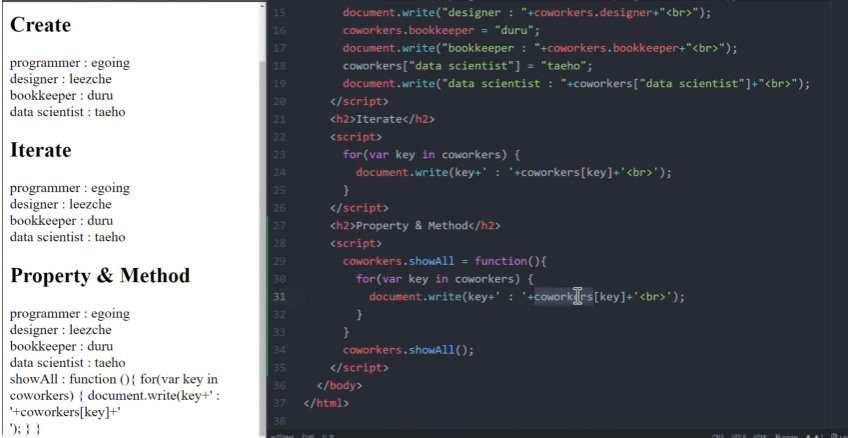 Create
programmer : egoing
designer : leezche
bookkeeper : duru
data scientist : taeho
Iterate
programmer : egoing
designer : leezche
bookkeeper : duru
data scientist : taeho
Property & Method
programmer : egoing
designer : leezche
bookkeeper : duru
data scientist : taeho
showAll : function (){ for(var key in
coworkers) { document.write(key+' :
'+coworkers[key]+'
'); } }
15 document.write("designer : "+coworkers.designer+"<br>");
16 coworkers.bookkeeper = "duru";
17 document.write("bookkeeper : "+coworkers.bookkeeper+"<br>");
18 coworkers["data scientist"] = "taeho";
19 document.write("data scientist : "+coworkers["data scientist"]+"<br>");
20 </script>
21 <h2>Iterate</h2>
22 <script>
23 for(var key in coworkers) {
24 document.write(key+' : '+coworkers[key]+'<br>');
25 }
26 </script>
27 <h2>Property & Method</h2>
28 <script>
29 coworkers.showAll = function(){
30 for(var key in coworkers) {
31 document.write(key+' : '+coworkers[key]+'<br>');
32 }
33 }
34 coworkers.showAll();
35 </script>
36 </body>
37 </html>
38